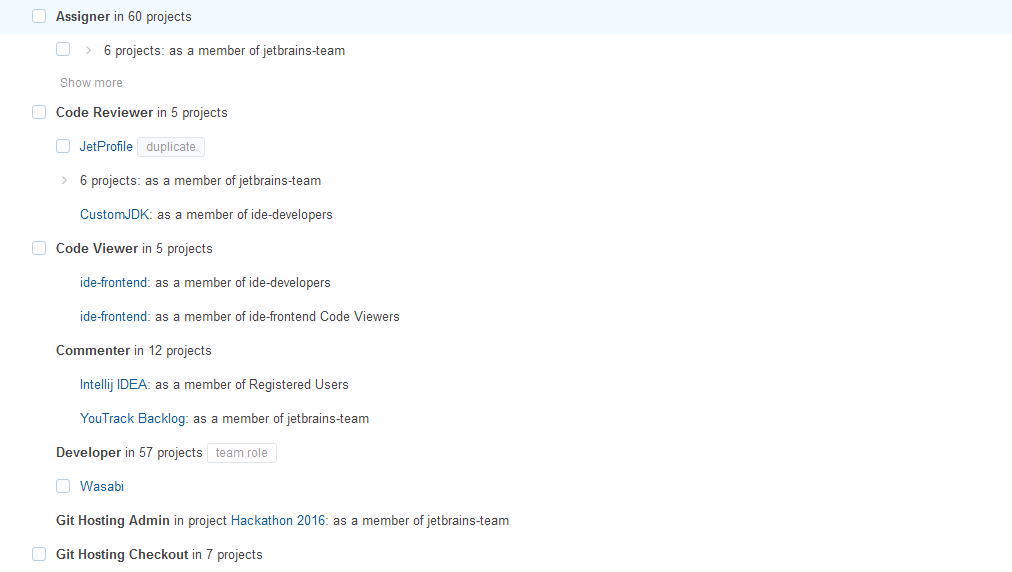 Assigner in 60 projects
6 projects: as a member of jetbrains-team
Show more
Code Reviewer in 5 projects
JetProfile duplicate
6 projects: as a member of jetbrains-team
CustomJDK: as a member of ide-developers
Code Viewer in 5 projects
ide-frontend: as a member of ide-developers
ide-frontend: as a member of ide-frontend Code Viewers
Commenter in 12 projects
Intellij IDEA: as a member of Registered Users
YouTrack Backlog: as a member of jetbrains-team
Developer in 57 projects team role
Wasabi
Git Hosting Admin in project Hackathon 2016: as a member of jetbrains-team
Git Hosting Checkout in 7 projects